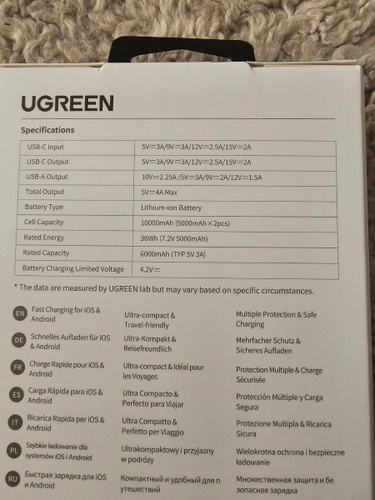 UGREEN
Specifications
USB-C Input 5V⎓3A/9V⎓3A/12V⎓2.5A/15V⎓2A
USB-C Output 5V⎓3A/9V⎓3A/12V⎓2.5A/15V⎓2A
USB-A Output 10V⎓2.25A /5V⎓3A/9V⎓2A/12V⎓1.5A
Total Output 5V⎓4A Max
Battery Type Lithium-ion Battery
Cell Capacity 10000mAh (5000mAh×2pcs)
Rated Energy 36Wh (7.2V 5000mAh)
Rated Capacity 6000mAh (TYP 5V 3A)
Battery Charging Limited Voltage 4.2V⎓
* The data are measured by UGREEN lab but may vary based on specific circumstances.
EN Fast Charging for iOS & Ultra-compact & Multiple Protection & Safe
Android Travel-friendly Charging
DE Schnelles Aufladen für iOS Ultra-Kompakt & Mehrfacher Schutz &
& Android Reisefreundlich Sicheres Aufladen
FR Charge Rapide pour iOS & Ultra-compact & Idéal pour Protection Multiple & Charge
Android les Voyages Sécurisée
ES Carga Rápida para iOS & Ultra Compacto & Protección Múltiple y Carga
Android Perfecto para Viajar Segura
IT Ricarica Rapida per iOS & Ultra Compatto & Protezione Multipla & Ricarica
Android Perfetto per Viaggio Sicura
PL Szybkie ładowanie dla Ultrakompaktowy i przyjazny Wielokrotna ochrona i bezpieczne
systemów iOS i Android w podróży ładowanie
RU Быстрая зарядка для iOS Компактный и удобный для п Множественная защита и бе
и Android утешествий зопасная зарядка